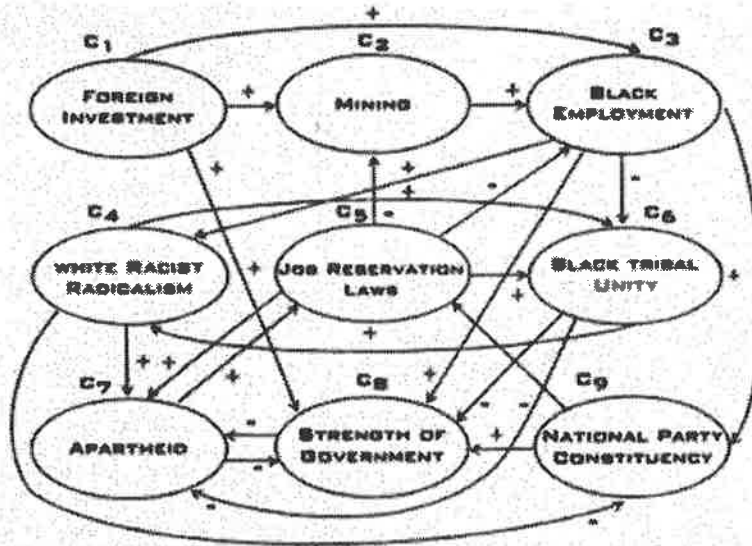 +
C1
C2
C3
FOREIGN
INVESTMENT
+
MINING
+
BLACK
EMPLOYMENT
+
+
+
-
-
-
C4
C5
C6
WHITE RACIST
RADICALISM
+
JOB RESERVATION
LAWS
+
BLACK TRIBAL
UNITY
+
+
+ +
+
+
C7
C8
C9
APARTHEID
-
-
STRENGTH OF
GOVERNMENT
- -
+
NATIONAL PARTY
CONSTITUENCY
-
-